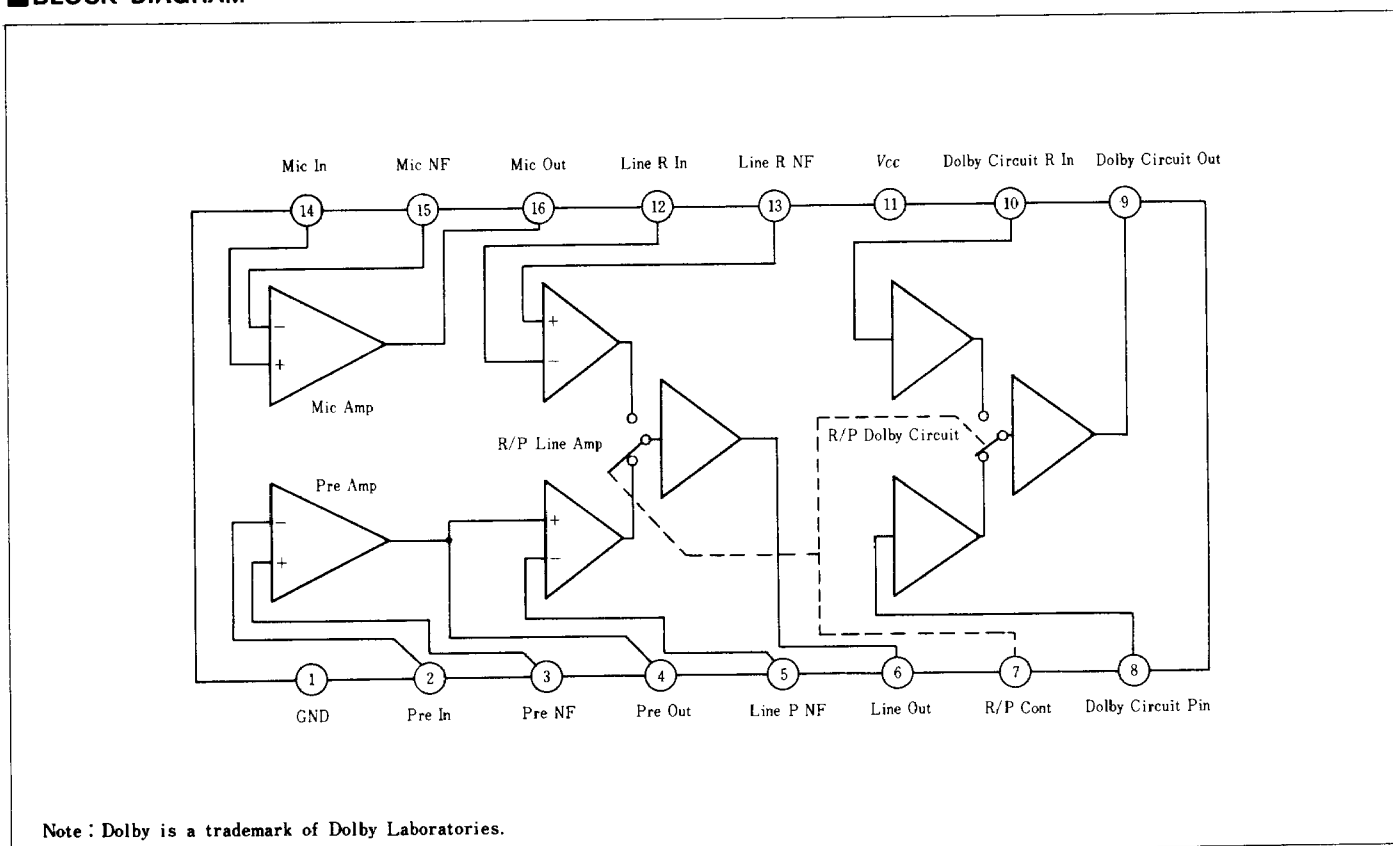 ■BLOCK DIAGRAM
Mic In
Mic NF
Mic Out
Line R In
Line R NF
Vcc
Dolby Circuit R In
Dolby Circuit Out
14
15
16
12
13
11
10
9
−
+
Mic Amp
+
−
R/P Line Amp
R/P Dolby Circuit
Pre Amp
−
+
+
−
1
2
3
4
5
6
7
8
GND
Pre In
Pre NF
Pre Out
Line P NF
Line Out
R/P Cont
Dolby Circuit Pin
Note : Dolby is a trademark of Dolby Laboratories.